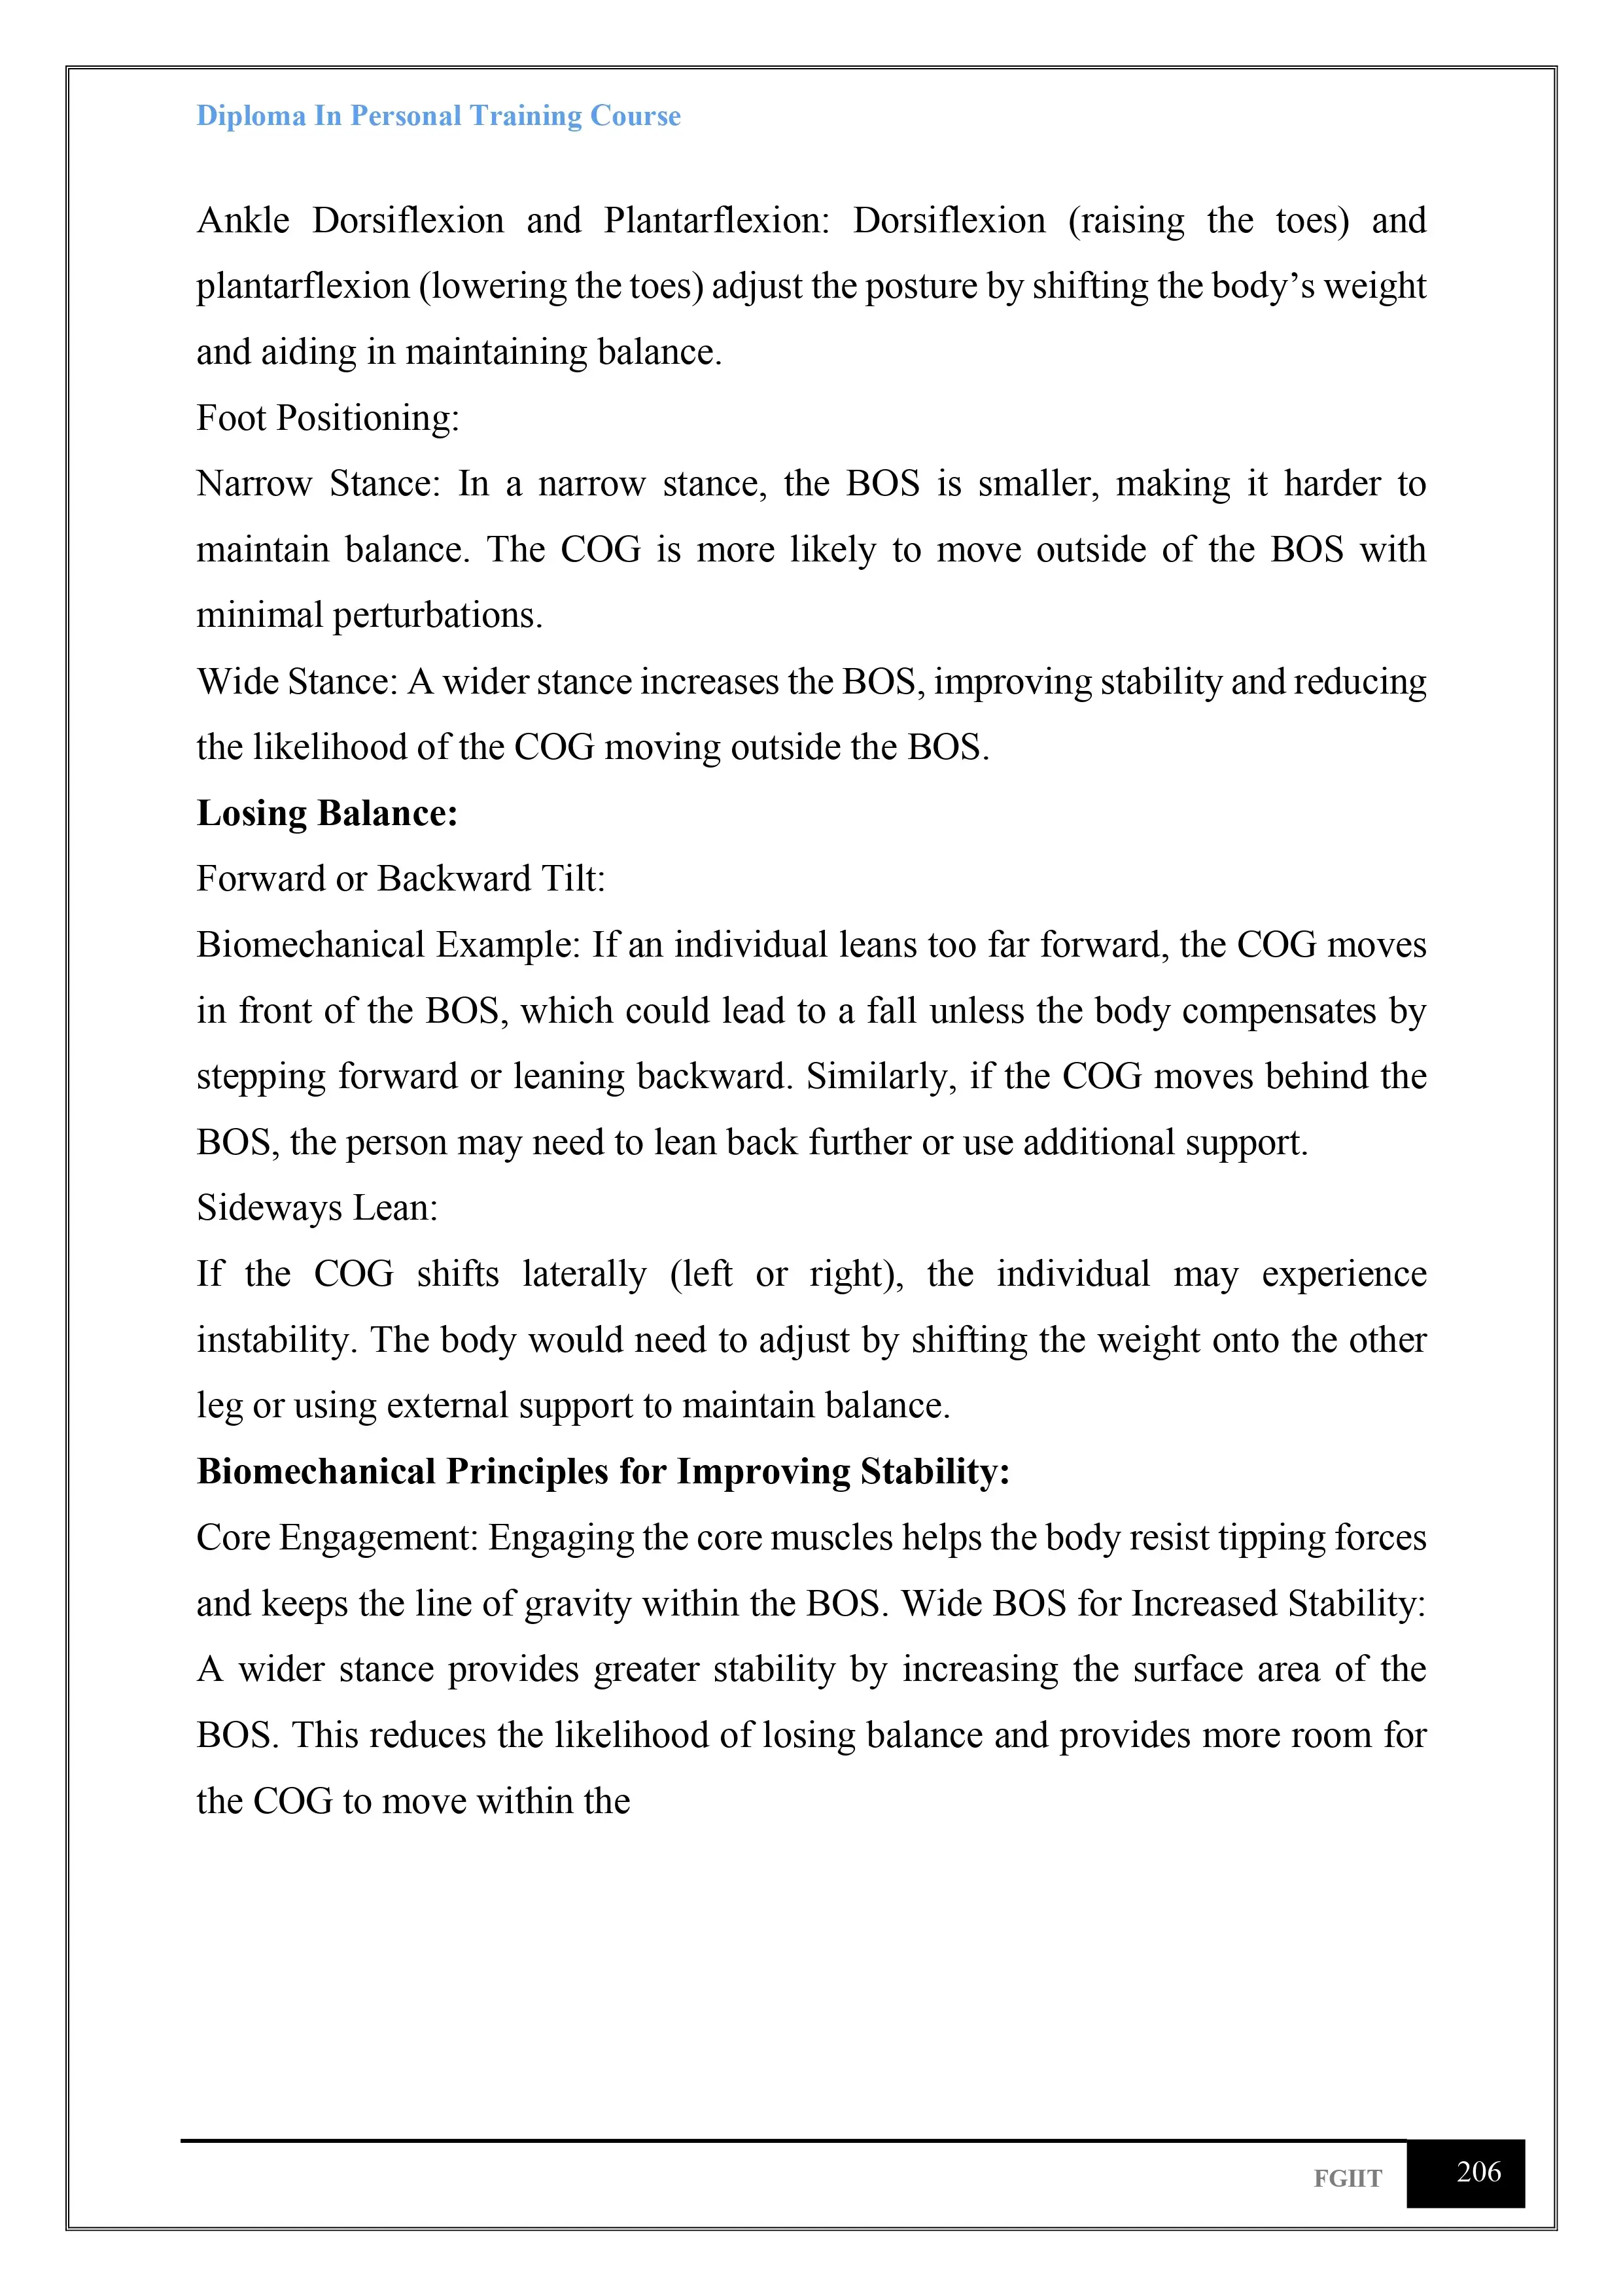 Diploma In Personal Training Course
Ankle Dorsiflexion and Plantarflexion: Dorsiflexion (raising the toes) and
plantarflexion (lowering the toes) adjust the posture by shifting the body’s weight
and aiding in maintaining balance.
Foot Positioning:
Narrow Stance: In a narrow stance, the BOS is smaller, making it harder to
maintain balance. The COG is more likely to move outside of the BOS with
minimal perturbations.
Wide Stance: A wider stance increases the BOS, improving stability and reducing
the likelihood of the COG moving outside the BOS.
Losing Balance:
Forward or Backward Tilt:
Biomechanical Example: If an individual leans too far forward, the COG moves
in front of the BOS, which could lead to a fall unless the body compensates by
stepping forward or leaning backward. Similarly, if the COG moves behind the
BOS, the person may need to lean back further or use additional support.
Sideways Lean:
If the COG shifts laterally (left or right), the individual may experience
instability. The body would need to adjust by shifting the weight onto the other
leg or using external support to maintain balance.
Biomechanical Principles for Improving Stability:
Core Engagement: Engaging the core muscles helps the body resist tipping forces
and keeps the line of gravity within the BOS. Wide BOS for Increased Stability:
A wider stance provides greater stability by increasing the surface area of the
BOS. This reduces the likelihood of losing balance and provides more room for
the COG to move within the
FGIIT 206